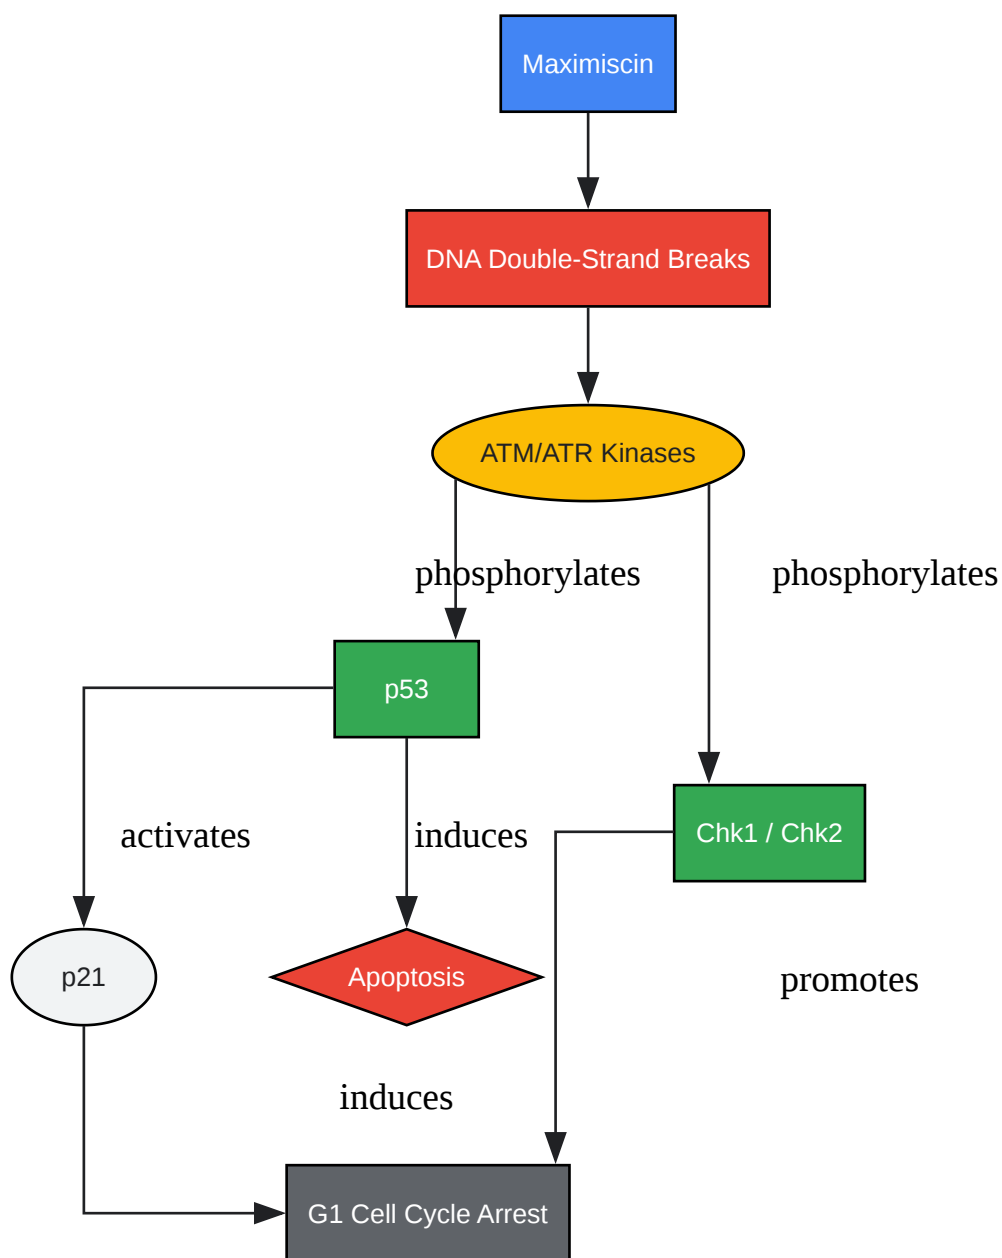 Maximiscin
DNA Double-Strand Breaks
ATM/ATR Kinases
phosphorylates
phosphorylates
p53
activates
induces
Chk1 / Chk2
p21
Apoptosis
promotes
induces
G1 Cell Cycle Arrest